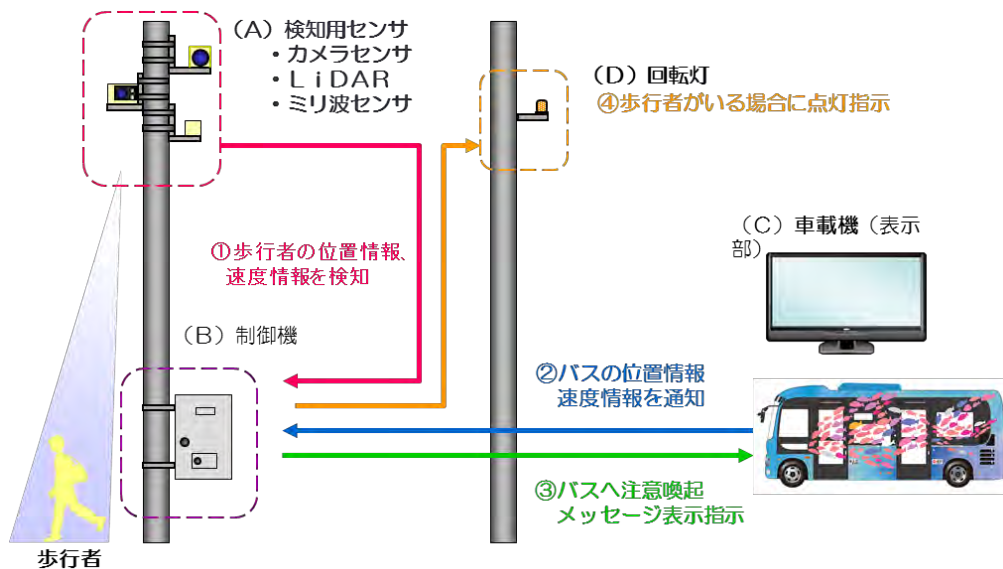 (A)検知用センサ
・カメラセンサ
・LiDAR
・ミリ波センサ
(D)回転灯
④歩行者がいる場合に点灯指示
(C)車載機(表示
部)
①歩行者の位置情報、
速度情報を検知
(B)制御機
②バスの位置情報
速度情報を通知
③バスへ注意喚起
メッセージ表示指示
歩行者